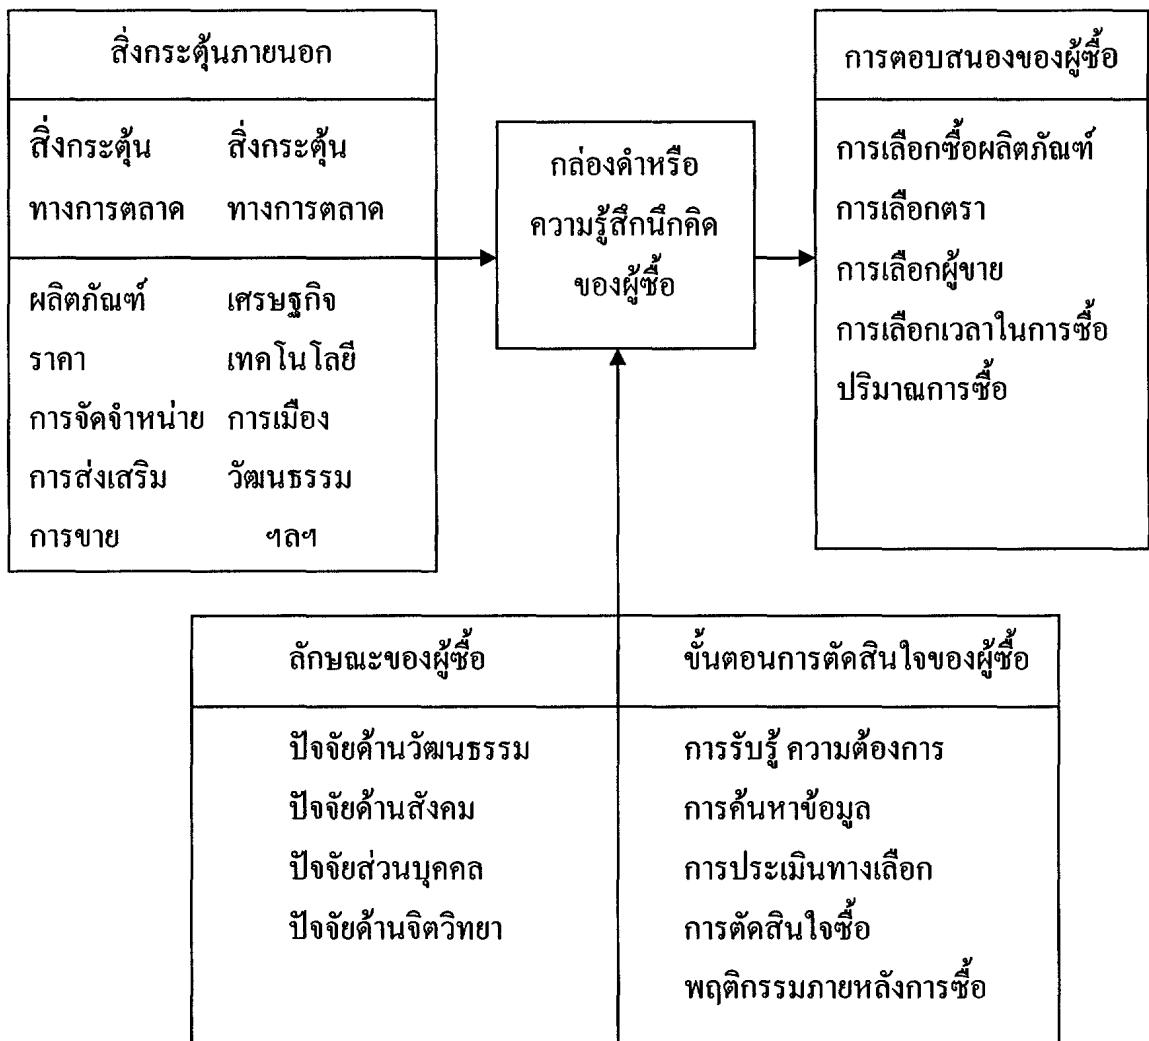 สิ่งกระตุ้นภายนอก
สิ่งกระตุ้น สิ่งกระตุ้น
ทางการตลาด ทางการตลาด
ผลิตภัณฑ์ เศรษฐกิจ
ราคา เทคโนโลยี
การจัดจำหน่าย การเมือง
การส่งเสริม วัฒนธรรม
การขาย ฯลฯ
กล่องดำหรือ
ความรู้สึกนึกคิด
ของผู้ซื้อ
การตอบสนองของผู้ซื้อ
การเลือกซื้อผลิตภัณฑ์
การเลือกตรา
การเลือกผู้ขาย
การเลือกเวลาในการซื้อ
ปริมาณการซื้อ
ลักษณะของผู้ซื้อ
ปัจจัยด้านวัฒนธรรม
ปัจจัยด้านสังคม
ปัจจัยส่วนบุคคล
ปัจจัยด้านจิตวิทยา
ขั้นตอนการตัดสินใจของผู้ซื้อ
การรับรู้ ความต้องการ
การค้นหาข้อมูล
การประเมินทางเลือก
การตัดสินใจซื้อ
พฤติกรรมภายหลังการซื้อ